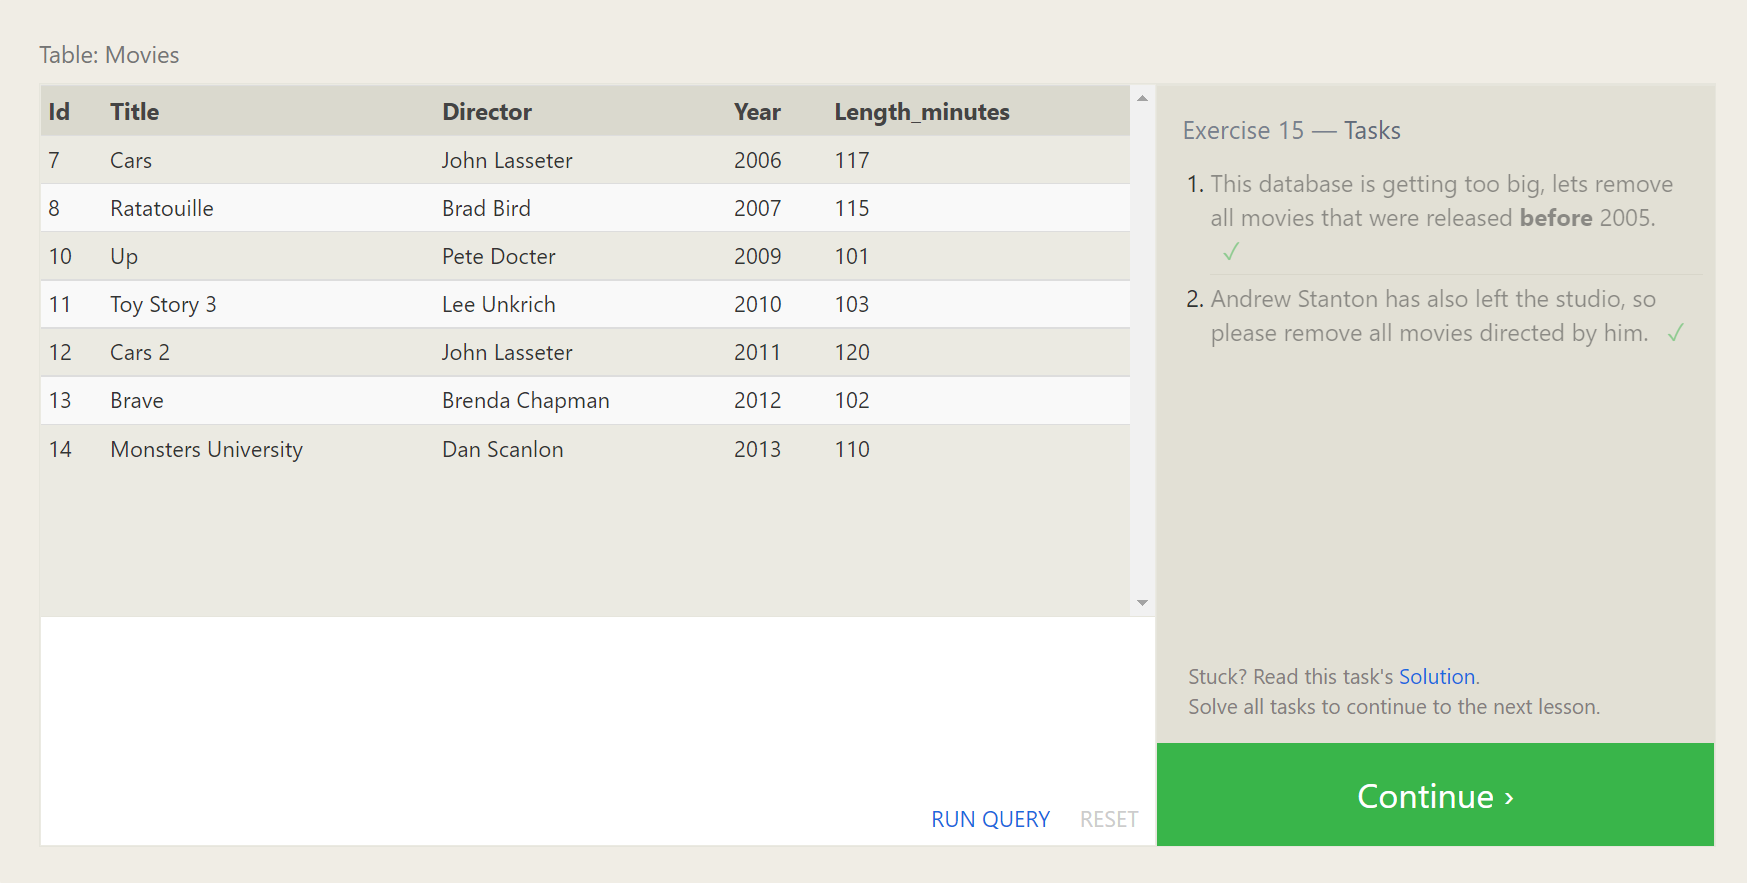 Table: Movies
Id Title Director Year Length_minutes
7 Cars John Lasseter 2006 117
8 Ratatouille Brad Bird 2007 115
10 Up Pete Docter 2009 101
11 Toy Story 3 Lee Unkrich 2010 103
12 Cars 2 John Lasseter 2011 120
13 Brave Brenda Chapman 2012 102
14 Monsters University Dan Scanlon 2013 110
RUN QUERY RESET
Exercise 15 — Tasks
1. This database is getting too big, lets remove
all movies that were released before 2005.
✓
2. Andrew Stanton has also left the studio, so
please remove all movies directed by him. ✓
Stuck? Read this task's Solution.
Solve all tasks to continue to the next lesson.
Continue ›